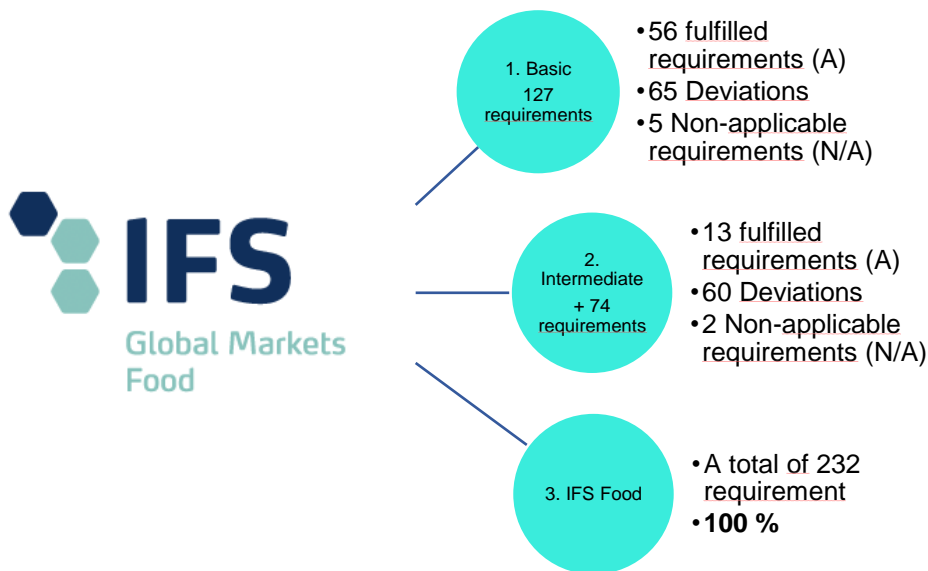 IFS
Global Markets
Food
1. Basic
127
requirements
•56 fulfilled
requirements (A)
•65 Deviations
•5 Non-applicable
requirements (N/A)
2.
Intermediate
+ 74
requirements
•13 fulfilled
requirements (A)
•60 Deviations
•2 Non-applicable
requirements (N/A)
3. IFS Food
•A total of 232
requirement
•100 %